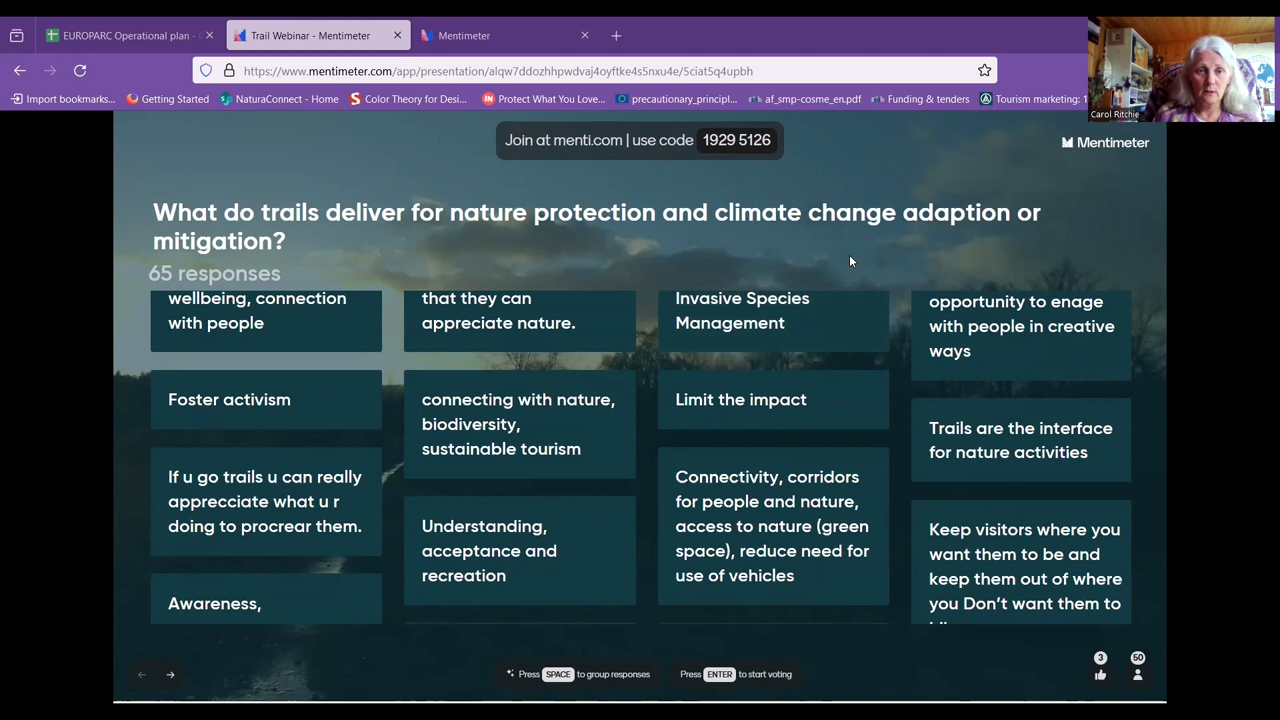 EUROPARC Operational plan -
Trail Webinar - Mentimeter
Mentimeter
https://www.mentimeter.com/app/presentation/alqw7ddozhhpwdvaj4oyftke4s5nxu4e/5ciat5q4upbh
Import bookmarks...
Getting Started
NaturaConnect - Home
Color Theory for Desi...
Protect What You Love...
precautionary_principl...
af_smp-cosme_en.pdf
Funding & tenders
Tourism marketing: 1
Carol Ritchie
Join at menti.com | use code 1929 5126
Mentimeter
What do trails deliver for nature protection and climate change adaption or
mitigation?
65 responses
wellbeing, connection
with people
Foster activism
If u go trails u can really
apprecciate what u r
doing to procrear them.
Awareness,
that they can
appreciate nature.
connecting with nature,
biodiversity,
sustainable tourism
Understanding,
acceptance and
recreation
Invasive Species
Management
Limit the impact
Connectivity, corridors
for people and nature,
access to nature (green
space), reduce need for
use of vehicles
opportunity to enage
with people in creative
ways
Trails are the interface
for nature activities
Keep visitors where you
want them to be and
keep them out of where
you Don't want them to
Press SPACE to group responses
Press ENTER to start voting
3
50